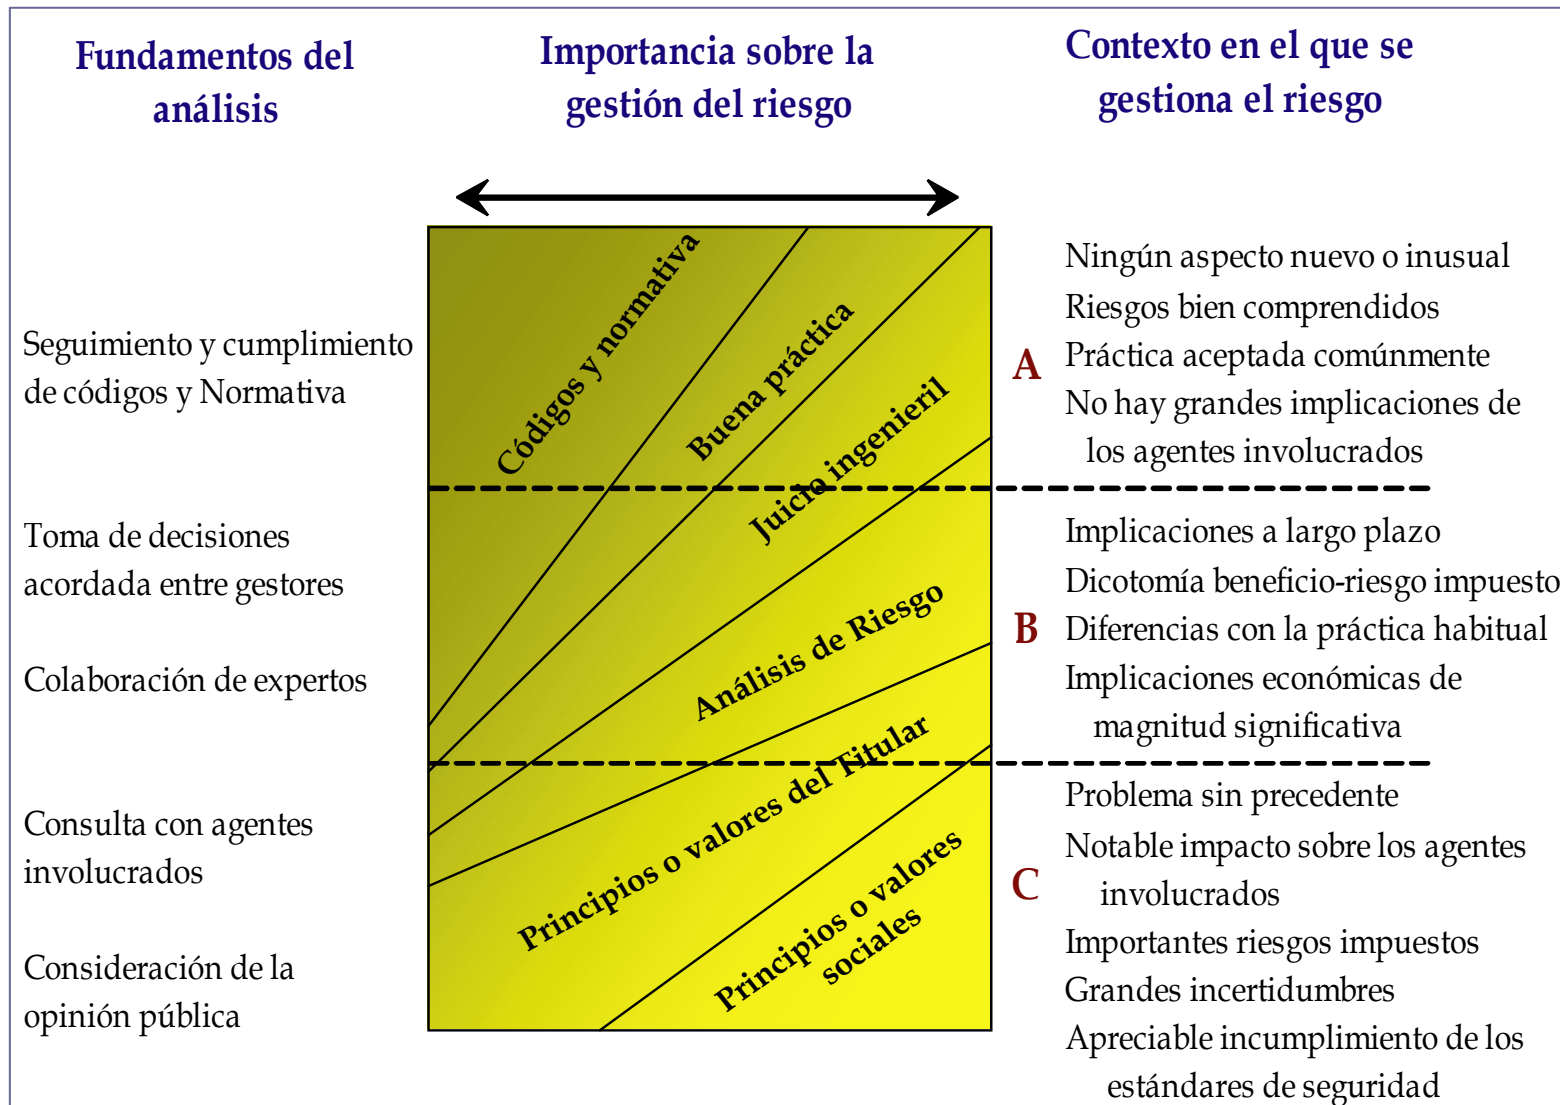 Fundamentos del
análisis
Importancia sobre la
gestión del riesgo
Contexto en el que se
gestiona el riesgo
Seguimiento y cumplimiento
de códigos y Normativa
Toma de decisiones
acordada entre gestores
Colaboración de expertos
Consulta con agentes
involucrados
Consideración de la
opinión pública
Códigos y normativa
Buena práctica
Juicio ingenieril
Análisis de Riesgo
Principios o valores del Titular
Principios o valores
sociales
A
Ningún aspecto nuevo o inusual
Riesgos bien comprendidos
Práctica aceptada comúnmente
No hay grandes implicaciones de
los agentes involucrados
B
Implicaciones a largo plazo
Dicotomía beneficio-riesgo impuesto
Diferencias con la práctica habitual
Implicaciones económicas de
magnitud significativa
C
Problema sin precedente
Notable impacto sobre los agentes
involucrados
Importantes riesgos impuestos
Grandes incertidumbres
Apreciable incumplimiento de los
estándares de seguridad